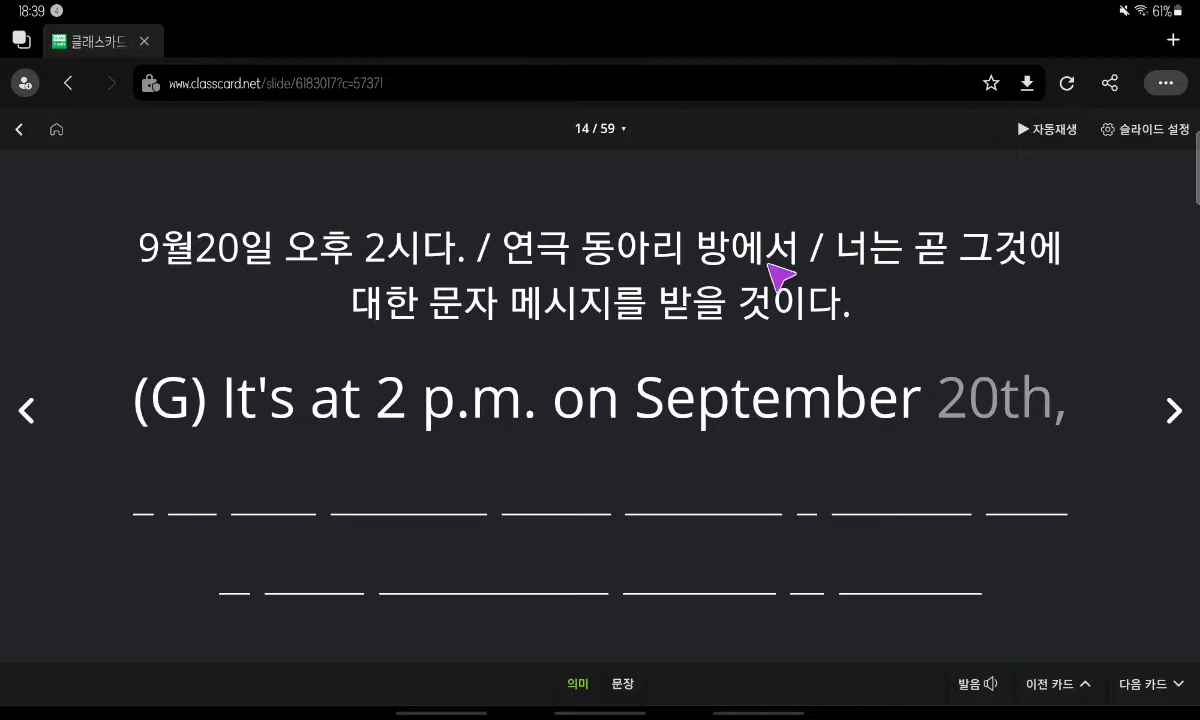 18:39 4 61%
클래스카드
www.classcard.net/slide/6183017?c=57371
14 / 59 자동재생 슬라이드 설정
9월20일 오후 2시다. / 연극 동아리 방에서 / 너는 곧 그것에
대한 문자 메시지를 받을 것이다.
(G) It's at 2 p.m. on September 20th,
의미 문장 발음 이전 카드 다음 카드